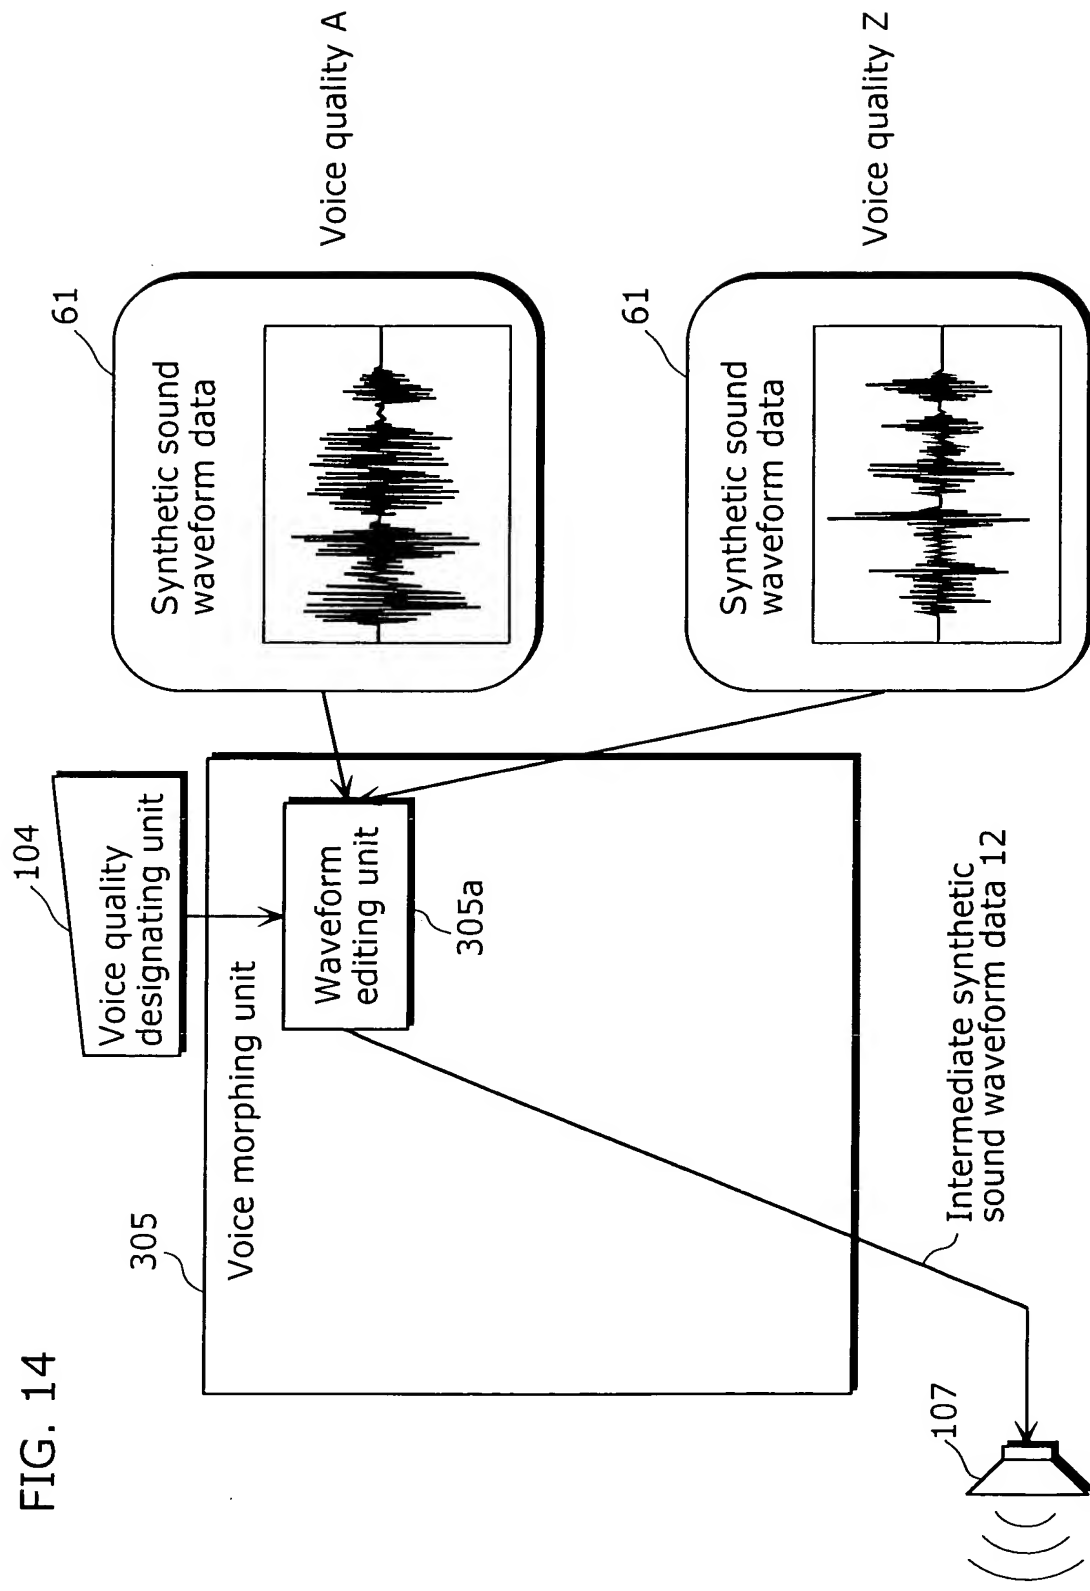 FIG. 14
305
Voice morphing unit
104
Voice quality
designating unit
Waveform
editing unit
305a
61
Synthetic sound
waveform data
Voice quality A
61
Synthetic sound
waveform data
Voice quality Z
107
Intermediate synthetic
sound waveform data 12